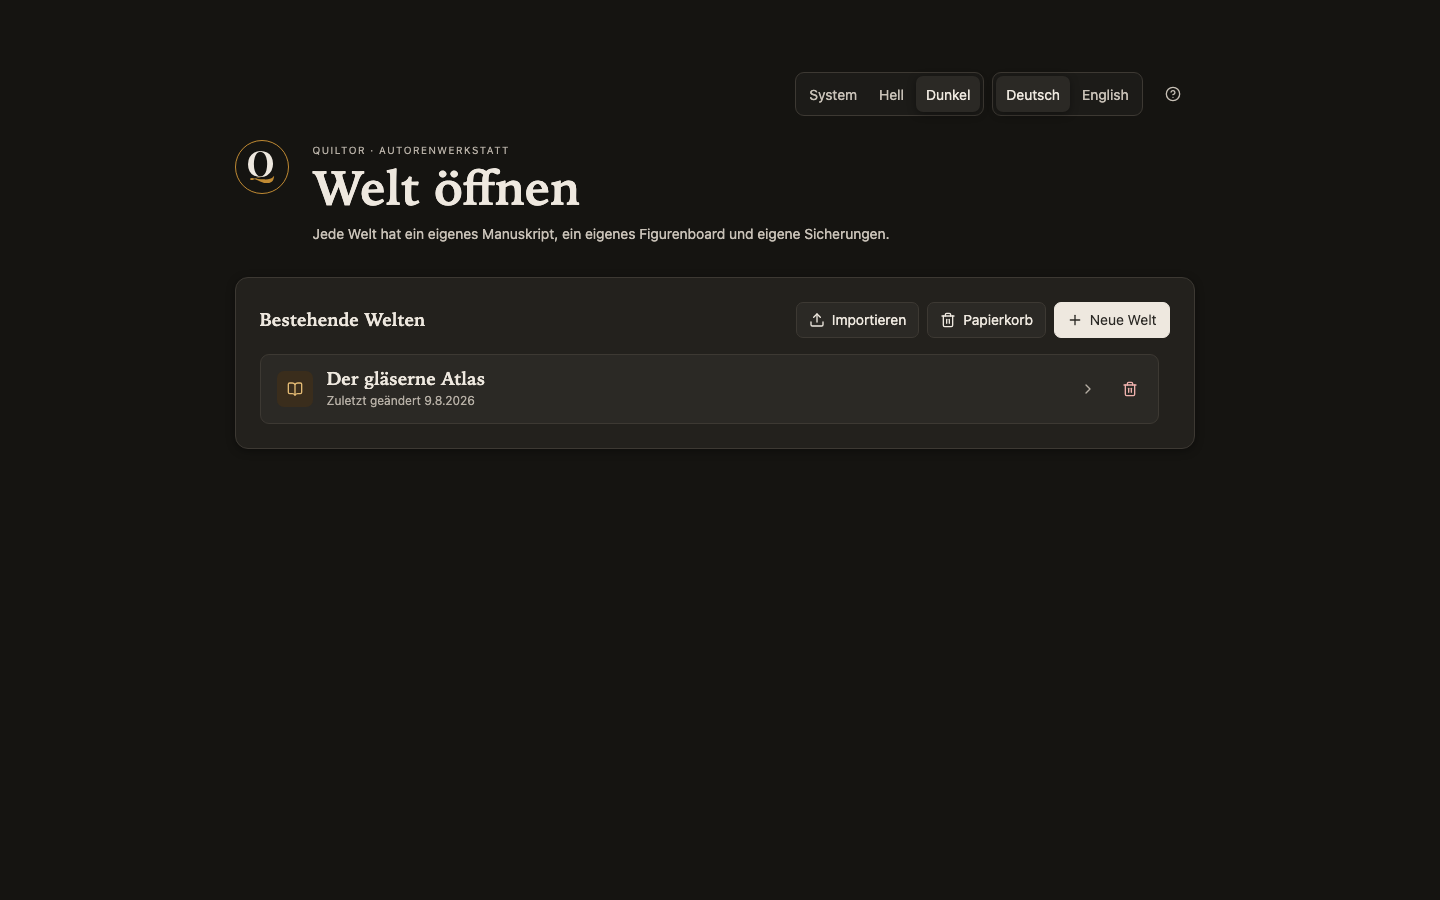 System Hell Dunkel Deutsch English
Q
QUILTOR · AUTORENWERKSTATT
Welt öffnen
Jede Welt hat ein eigenes Manuskript, ein eigenes Figurenboard und eigene Sicherungen.
Bestehende Welten Importieren Papierkorb Neue Welt
Der gläserne Atlas
Zuletzt geändert 9.8.2026